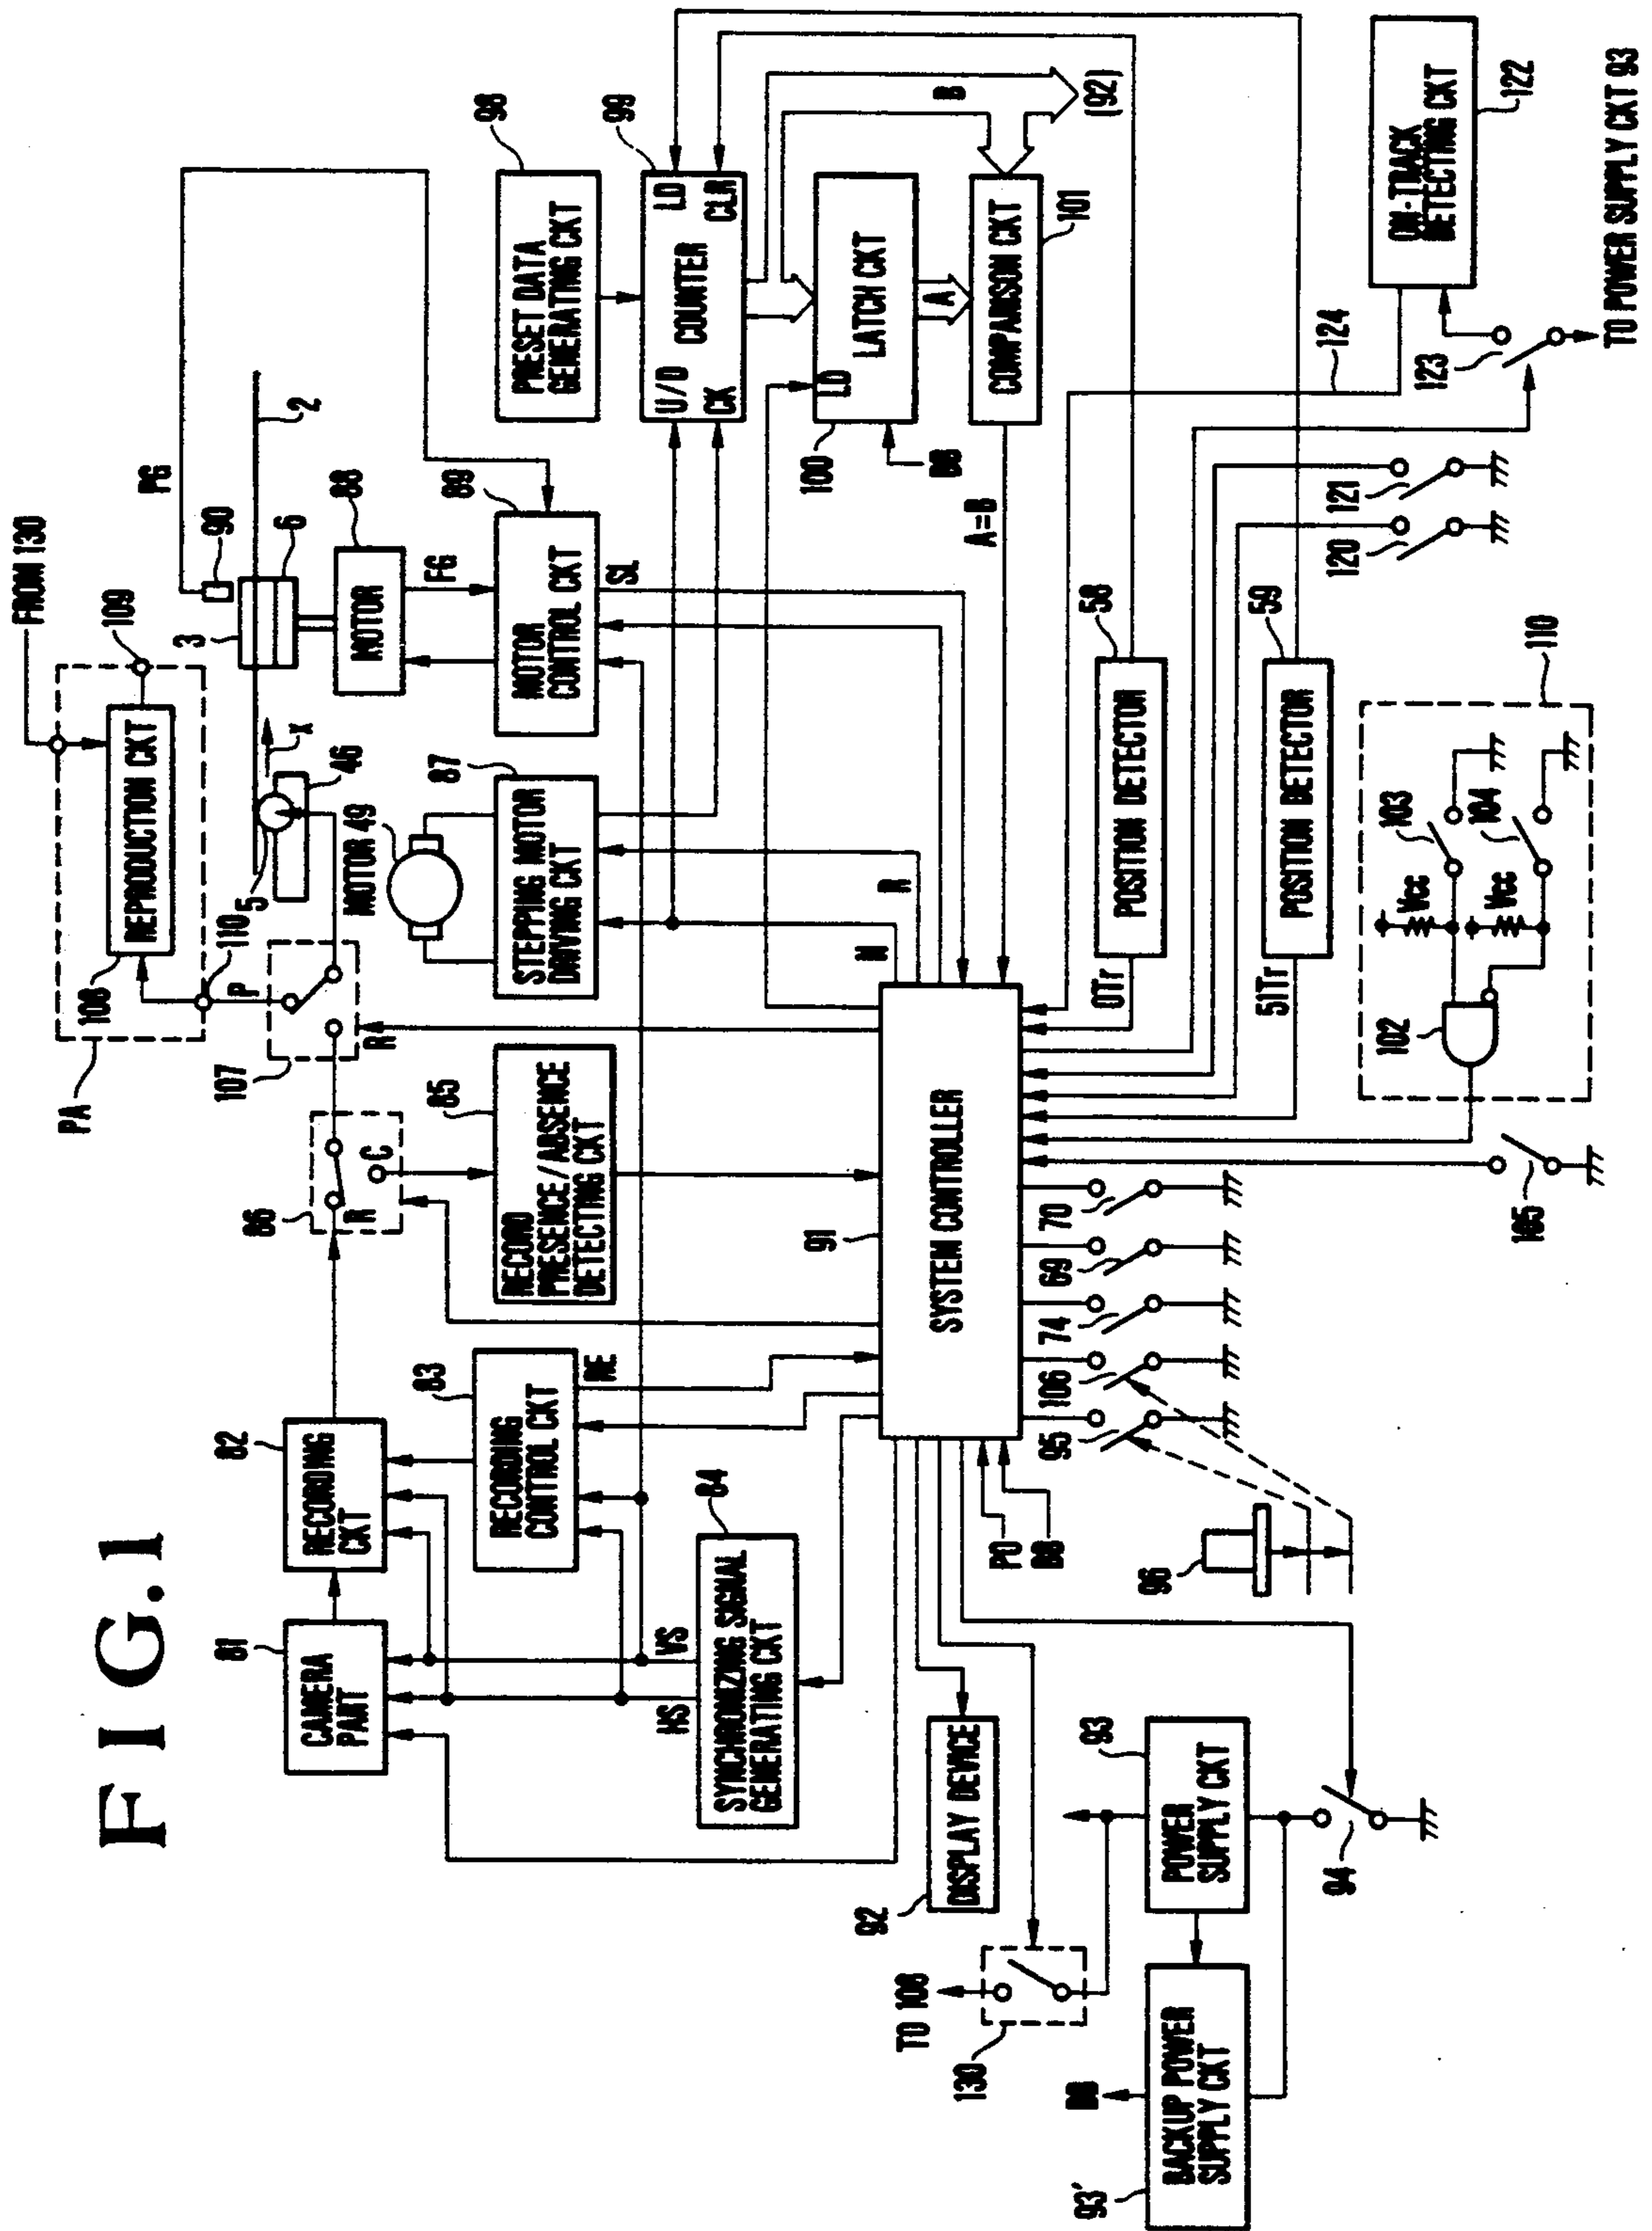 FIG.1
FROM 130
PA
REPRODUCTION CKT
108
109
110
P
107
R
86
R
C
82
RECORDING
CKT
81
CAMERA
PART
83
RECORDING
CONTROL CKT
84
SYNCHRONIZING SIGNAL
GENERATING CKT
HS
VS
85
RECORD
PRESENCE/ABSENCE
DETECTING CKT
5
46
x
2
3
6
90
PG
MOTOR 49
87
STEPPING MOTOR
DRIVING CKT
88
MOTOR
FG
89
MOTOR
CONTROL CKT
SL
98
PRESET DATA
GENERATING CKT
99
U/D
CK
COUNTER
LD
CLR
100
LD
LATCH CKT
BB
A
B
(92)
101
COMPARISON CKT
A=B
91
SYSTEM CONTROLLER
R
92
DISPLAY DEVICE
TO 108
130
93
POWER
SUPPLY CKT
93'
BACKUP POWER
SUPPLY CKT
BB
94
PO
BB
96
95
106
74
69
70
105
0Tr
58
POSITION DETECTOR
51Tr
59
POSITION DETECTOR
102
Vcc
103
Vcc
104
110
120
121
124
123
122
ON-TRACK
DETECTING CKT
TO POWER SUPPLY CKT 93